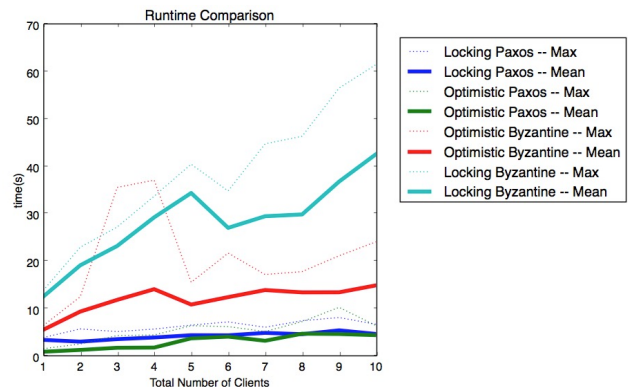 Runtime Comparison
70
60
50
40
30
20
10
0
time(s)
1 2 3 4 5 6 7 8 9 10
Total Number of Clients
Locking Paxos -- Max
Locking Paxos -- Mean
Optimistic Paxos -- Max
Optimistic Paxos -- Mean
Optimistic Byzantine -- Max
Optimistic Byzantine -- Mean
Locking Byzantine -- Max
Locking Byzantine -- Mean